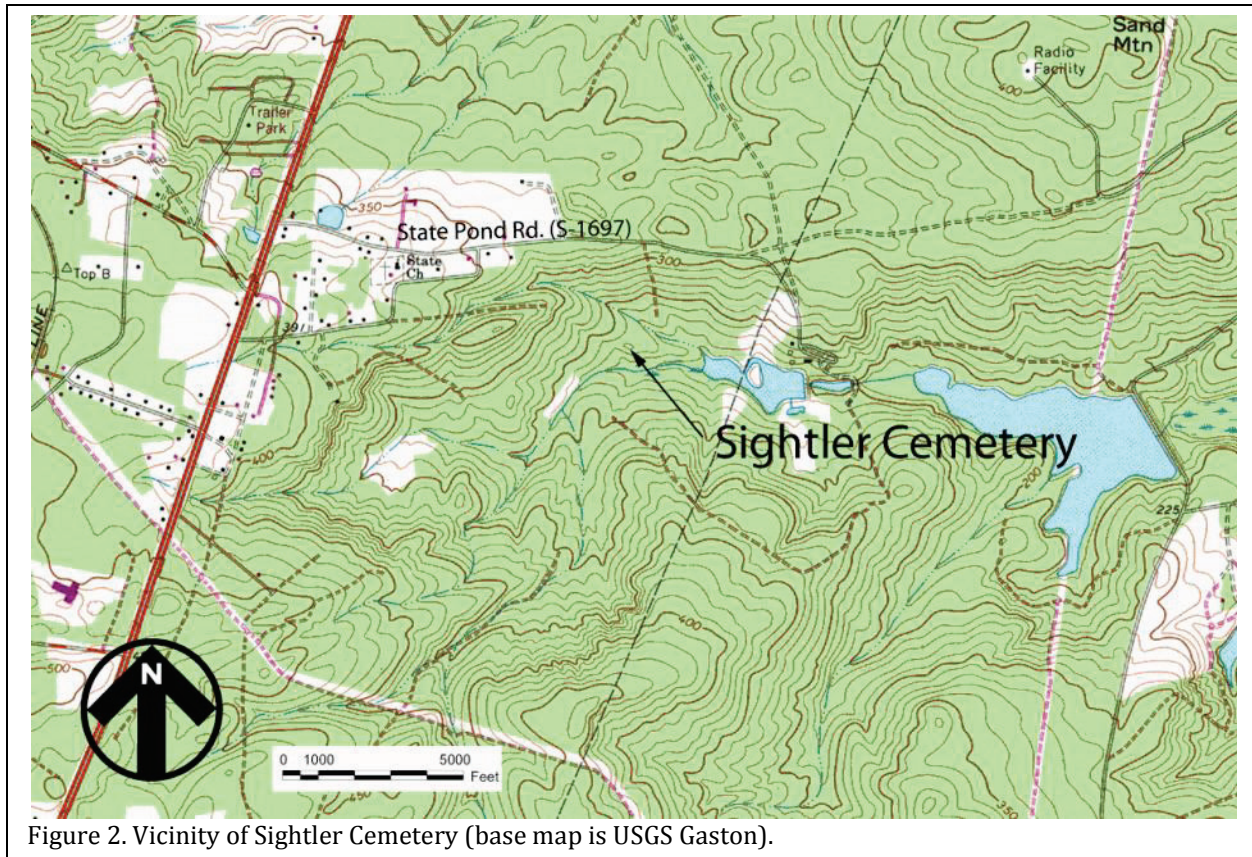 Sand
Mtn
Radio
Facility
400
Trailer
Park
350
State Pond Rd. (S-1697)
State
Ch
300
Top B
LINE
391
Sightler Cemetery
400
200
225
400
N
500
0 1000 5000
Feet
450
350
Figure 2. Vicinity of Sightler Cemetery (base map is USGS Gaston).